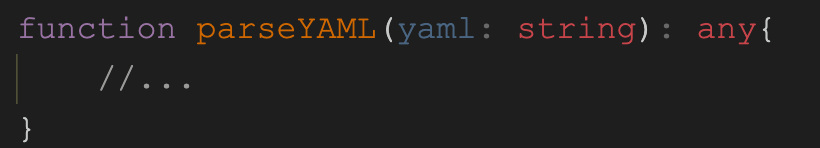 function parseYAML(yaml: string): any{
    //...
}